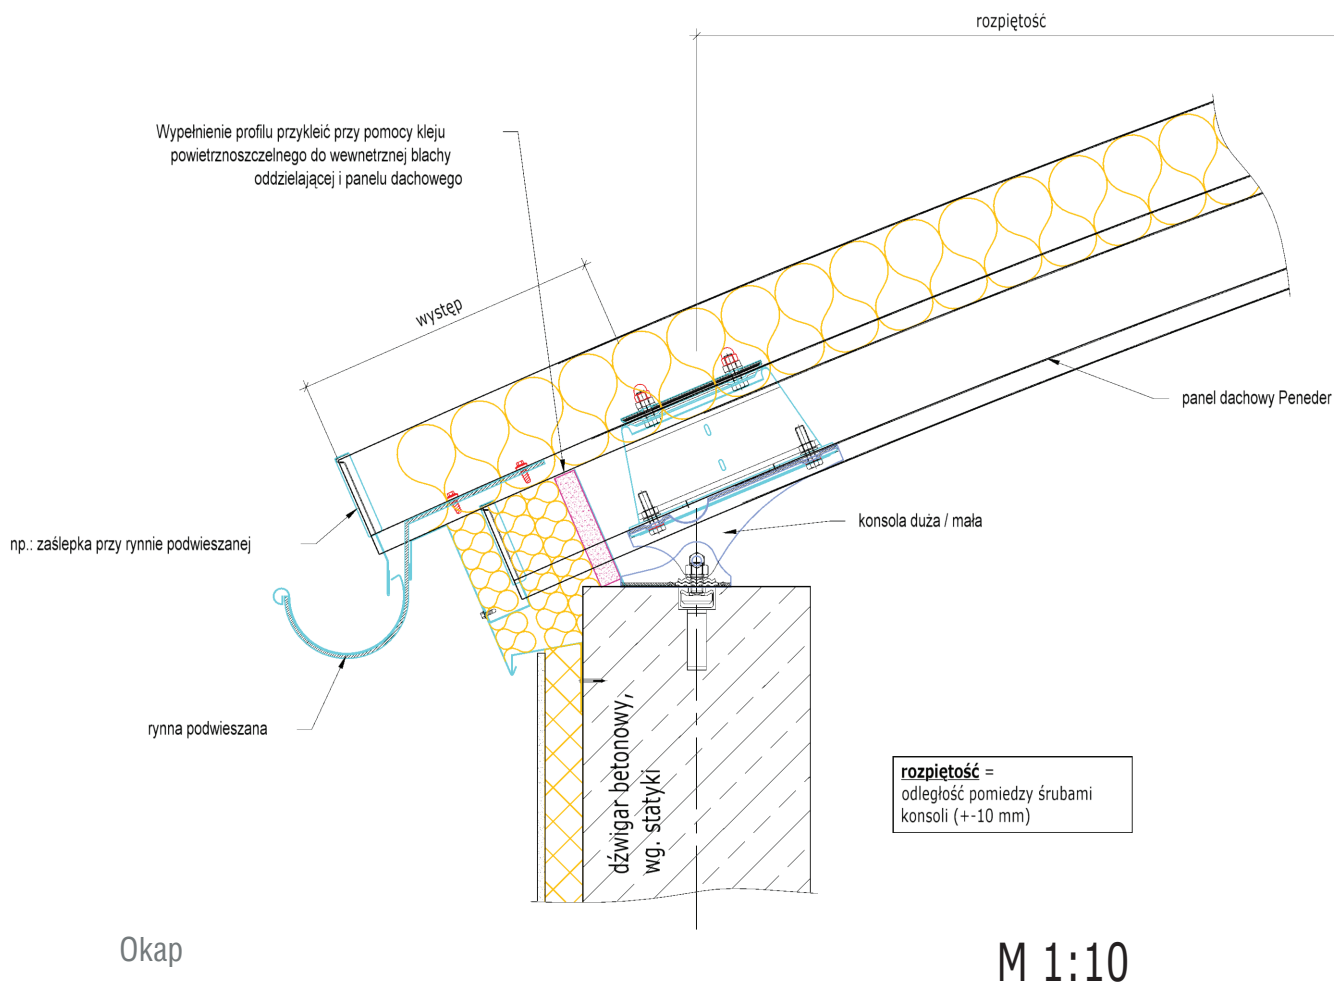 rozpiętość
Wypełnienie profilu przykleić przy pomocy kleju
powietrznoszczelnego do wewnetrznej blachy
oddzielającej i panelu dachowego
występ
panel dachowy Peneder
konsola duża / mała
np.: zaślepka przy rynnie podwieszanej
rynna podwieszana
dźwigar betonowy,
wg. statyki
rozpiętość =
odległość pomiedzy śrubami
konsoli (+-10 mm)
Okap
M 1:10